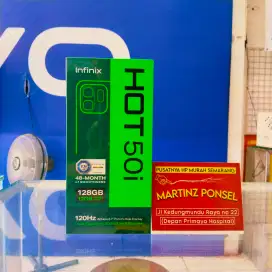 infinix
HOT 50i
48-MONTH
128GB
120Hz
PUSATNYA HP MURAH SEMARANG
MARTINZ PONSEL
Jl Kedungmundu Raya no 22
(Depan Primaya Hospital)